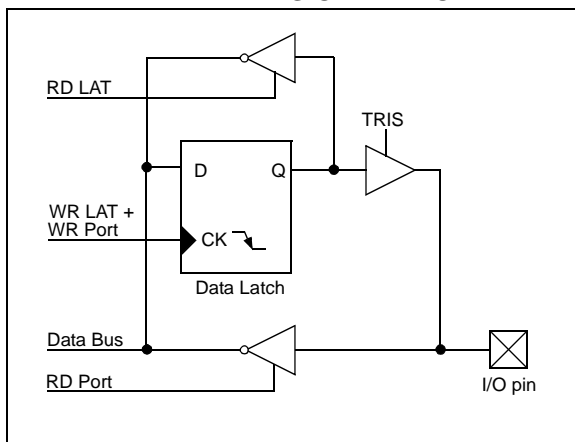 RD LAT
TRIS
D
Q
WR LAT +
WR Port
CK
Data Latch
Data Bus
RD Port
I/O pin